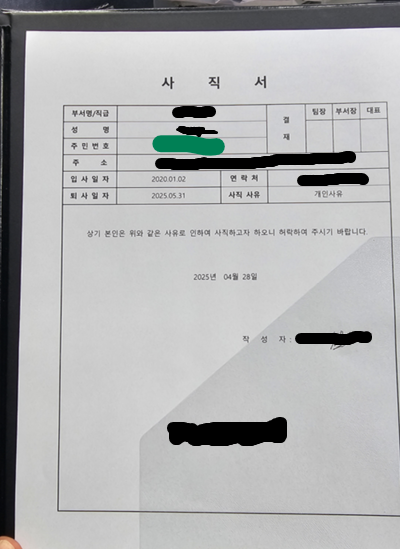 사 직 서
부서명/직급 결 재 팀장 부서장 대표
성 명
주 민 번 호
주 소
입 사 일 자 2020.01.02 연 락 처
퇴 사 일 자 2025.05.31 사직 사유 개인사유
상기 본인은 위와 같은 사유로 인하여 사직하고자 하오니 허락하여 주시기 바랍니다.
2025년 04월 28일
작 성 자 :